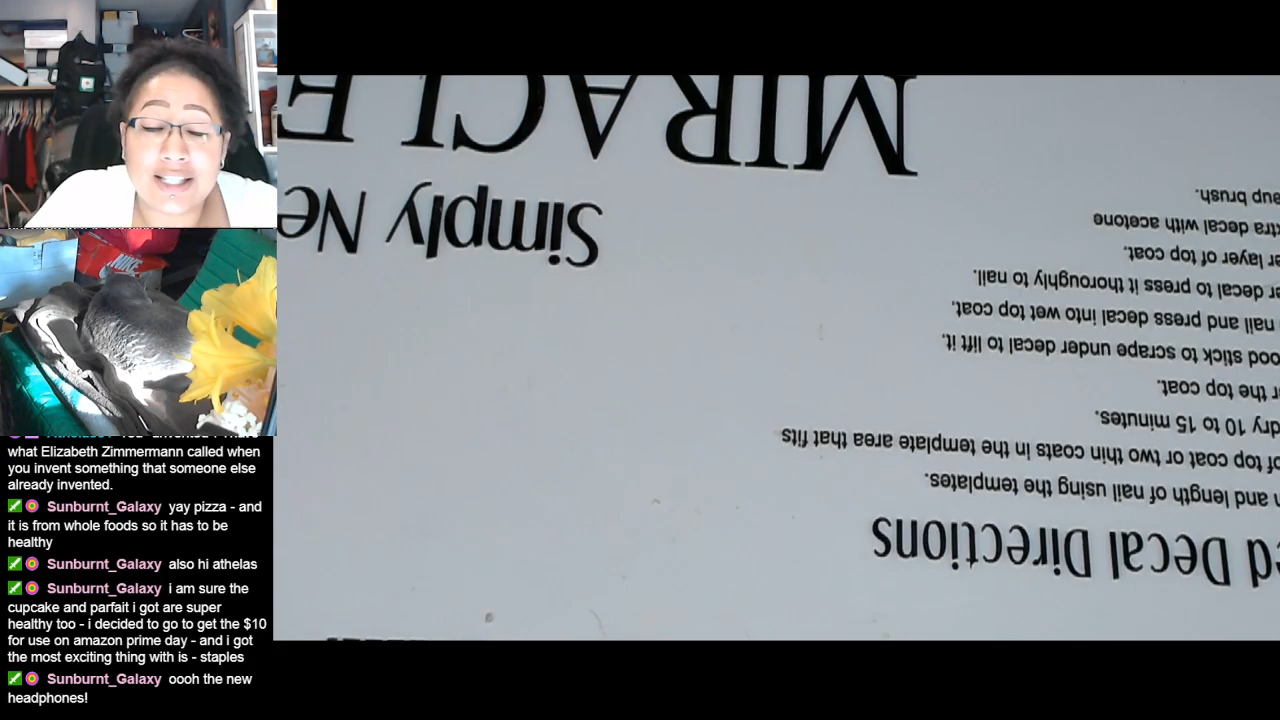 what Elizabeth Zimmermann called when
you invent something that someone else
already invented.
Sunburnt_Galaxy yay pizza - and
it is from whole foods so it has to be
healthy
Sunburnt_Galaxy also hi athelas
Sunburnt_Galaxy i am sure the
cupcake and parfait i got are super
healthy too - i decided to go to get the $10
for use on amazon prime day - and i got
the most exciting thing with is - staples
Sunburnt_Galaxy oooh the new
headphones!
NIKE
Decal Directions
and length of nail using the templates.
of top coat or two thin coats in the template area that fits
dry 10 to 15 minutes.
the top coat.
stick to scrape under decal to lift it.
nail and press decal into wet top coat.
decal to press it thoroughly to nail.
layer of top coat.
decal with acetone
brush.
Simply Ne
MIRACLE